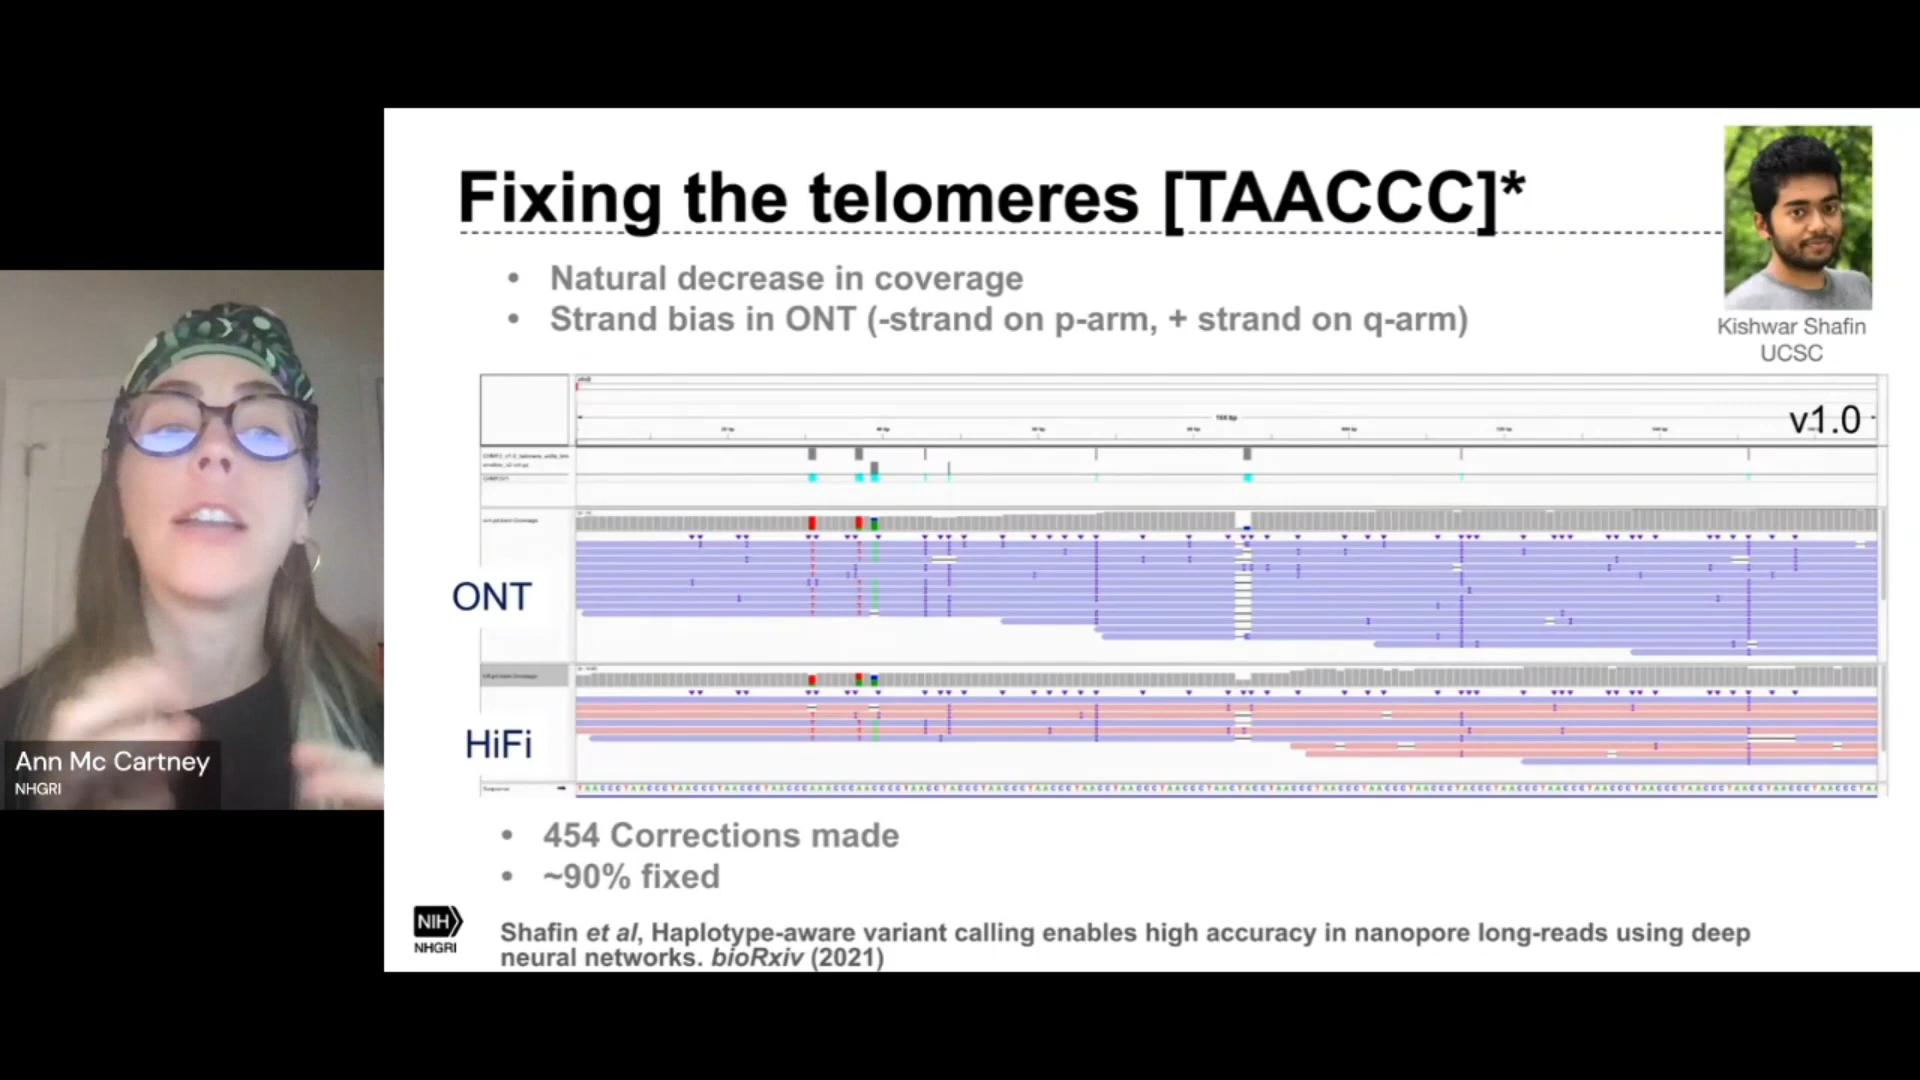 Fixing the telomeres [TAACCC]*
• Natural decrease in coverage
• Strand bias in ONT (-strand on p-arm, + strand on q-arm)
Kishwar Shafin
UCSC
v1.0
ONT
HiFi
Ann Mc Cartney
NHGRI
• 454 Corrections made
• ~90% fixed
NIH
NHGRI
Shafin et al, Haplotype-aware variant calling enables high accuracy in nanopore long-reads using deep
neural networks. bioRxiv (2021)